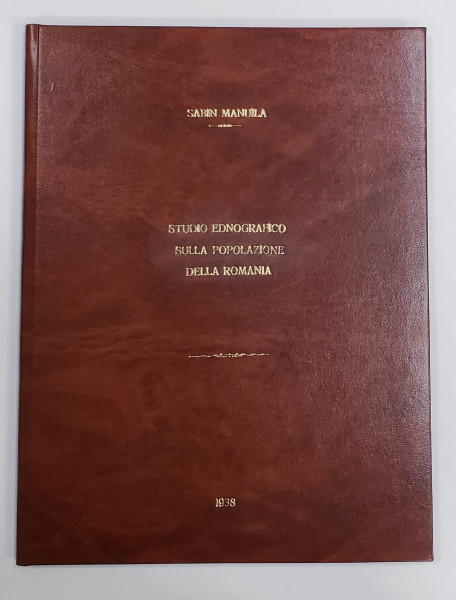 SABIN MANUILA
STUDIO EDNOGRAFICO
SULLA POPOLAZIONE
DELLA ROMANIA
1938